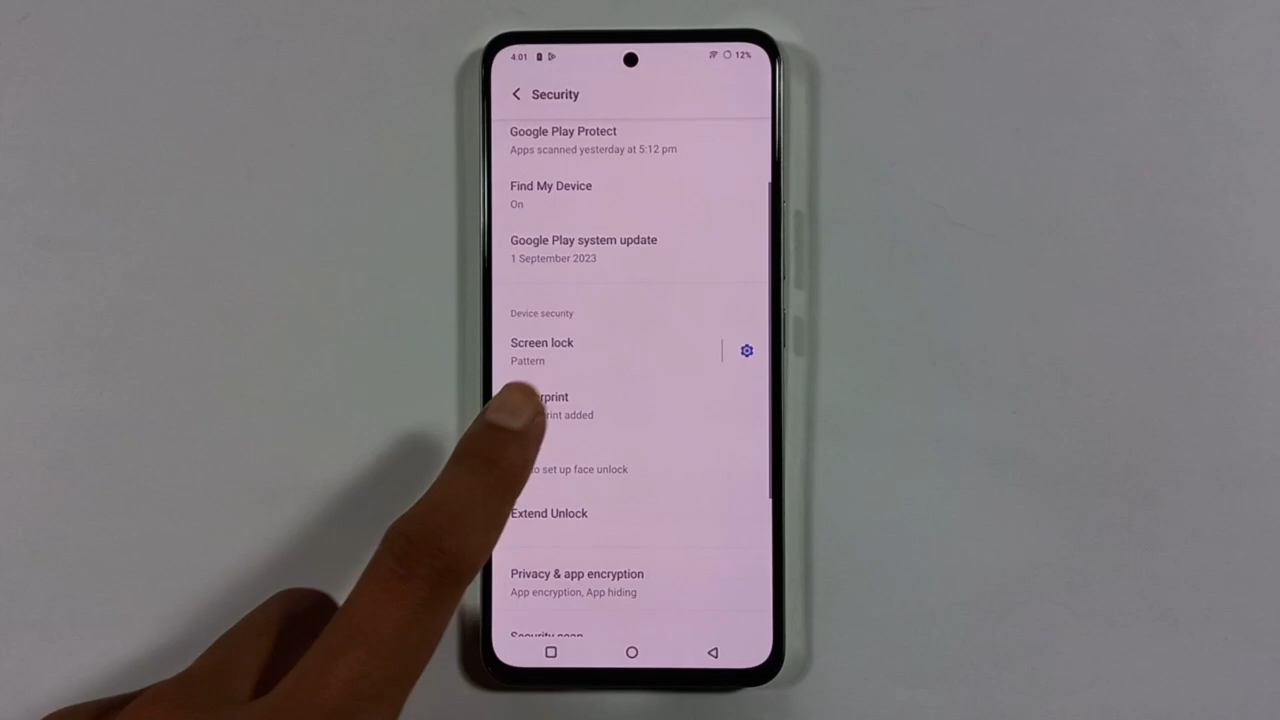 4:01 12%
Security
Google Play Protect
Apps scanned yesterday at 5:12 pm
Find My Device
On
Google Play system update
1 September 2023
Device security
Screen lock
Pattern
erprint
rint added
to set up face unlock
Extend Unlock
Privacy & app encryption
App encryption, App hiding
Security scan